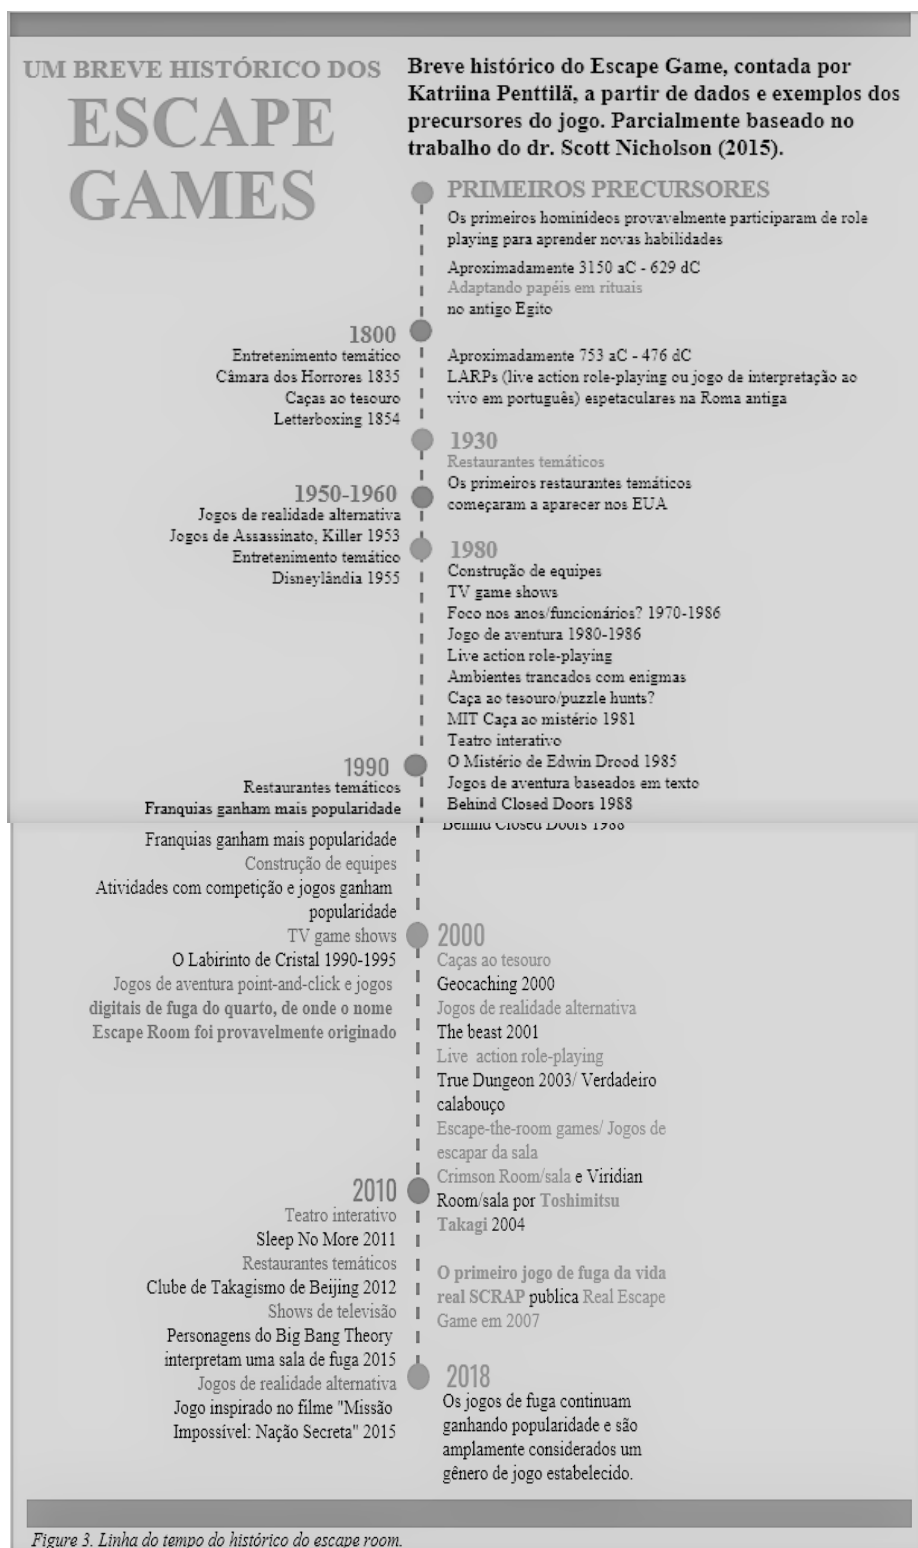 UM BREVE HISTÓRICO DOS
ESCAPE
GAMES
Breve histórico do Escape Game, contada por
Katriina Penttilä, a partir de dados e exemplos dos
precursores do jogo. Parcialmente baseado no
trabalho do dr. Scott Nicholson (2015).
PRIMEIROS PRECURSORES
Os primeiros hominídeos provavelmente participaram de role
playing para aprender novas habilidades
Aproximadamente 3150 aC - 629 dC
Adaptando papéis em rituais
no antigo Egito
Aproximadamente 753 aC - 476 dC
LARPs (live action role-playing ou jogo de interpretação ao
vivo em português) espetaculares na Roma antiga
1800
Entretenimento temático
Câmara dos Horrores 1835
Caças ao tesouro
Letterboxing 1854
1930
Restaurantes temáticos
Os primeiros restaurantes temáticos
começaram a aparecer nos EUA
1950-1960
Jogos de realidade alternativa
Jogos de Assassinato, Killer 1953
Entretenimento temático
Disneylândia 1955
1980
Construção de equipes
TV game shows
Foco nos anos/funcionários? 1970-1986
Jogo de aventura 1980-1986
Live action role-playing
Ambientes trancados com enigmas
Caça ao tesouro/puzzle hunts?
MIT Caça ao mistério 1981
Teatro interativo
O Mistério de Edwin Drood 1985
Jogos de aventura baseados em texto
Behind Closed Doors 1988
Behind Closed Doors 1988
1990
Restaurantes temáticos
Franquias ganham mais popularidade
Franquias ganham mais popularidade
Construção de equipes
Atividades com competição e jogos ganham
popularidade
TV game shows
O Labirinto de Cristal 1990-1995
Jogos de aventura point-and-click e jogos
digitais de fuga do quarto, de onde o nome
Escape Room foi provavelmente originado
2000
Caças ao tesouro
Geocaching 2000
Jogos de realidade alternativa
The beast 2001
Live action role-playing
True Dungeon 2003/ Verdadeiro
calabouço
Escape-the-room games/ Jogos de
escapar da sala
Crimson Room/sala e Viridian
Room/sala por Toshimitsu
Takagi 2004
O primeiro jogo de fuga da vida
real SCRAP publica Real Escape
Game em 2007
2010
Teatro interativo
Sleep No More 2011
Restaurantes temáticos
Clube de Takagismo de Beijing 2012
Shows de televisão
Personagens do Big Bang Theory
interpretam uma sala de fuga 2015
Jogos de realidade alternativa
Jogo inspirado no filme "Missão
Impossível: Nação Secreta" 2015
2018
Os jogos de fuga continuam
ganhando popularidade e são
amplamente considerados um
gênero de jogo estabelecido.
Figure 3. Linha do tempo do histórico do escape room.